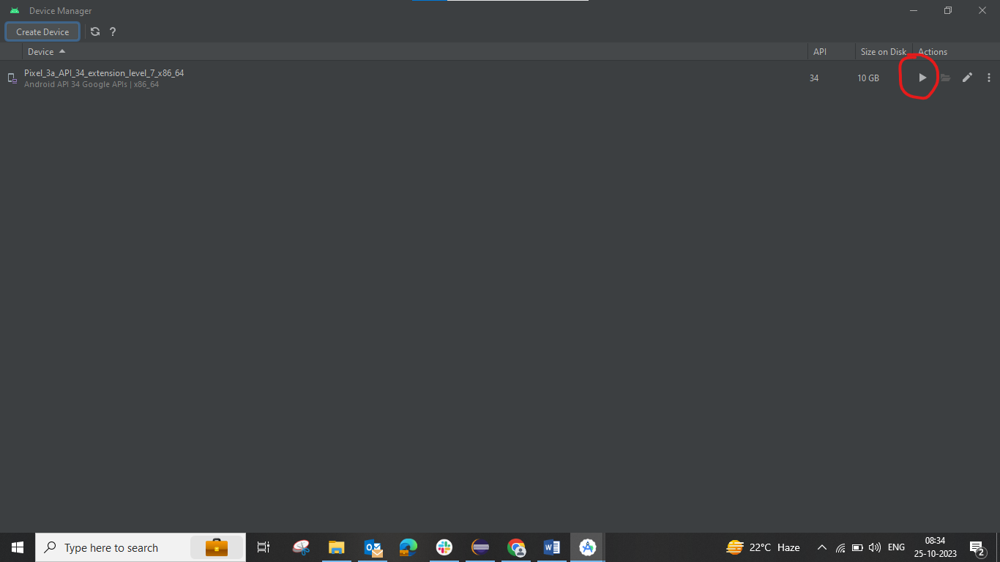 Device Manager
Create Device ?
Device API Size on Disk Actions
Pixel_3a_API_34_extension_level_7_x86_64 34 10 GB
Android API 34 Google APIs | x86_64
Type here to search 22°C Haze ENG 08:34
25-10-2023 2